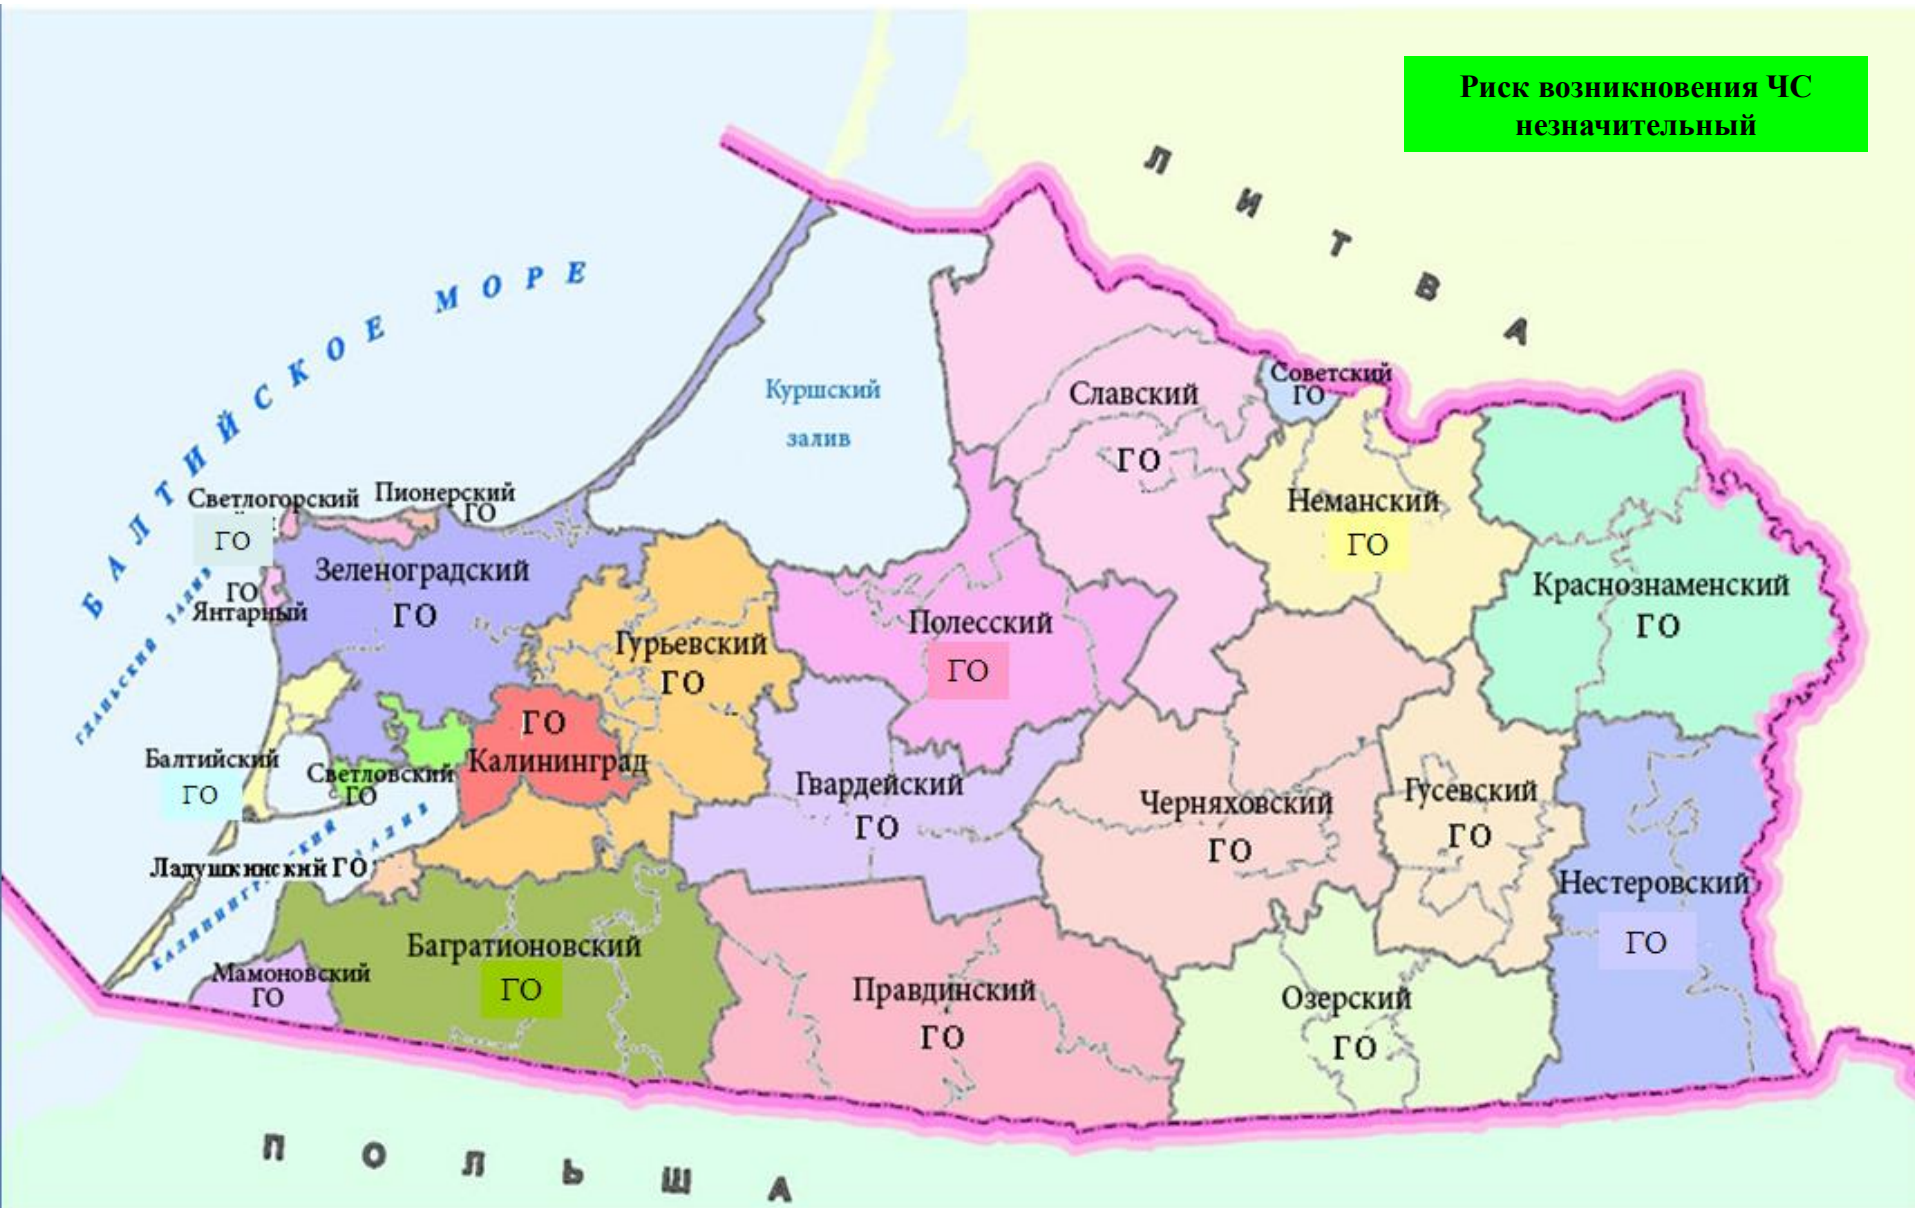 Риск возникновения ЧС
незначительный
ЛИТВА
БАЛТИЙСКОЕ МОРЕ
Куршский
залив
Советский
ГО
Славский
ГО
Неманский
ГО
Светлогорский
ГО
Пионерский
ГО
Зеленоградский
ГО
ГО
Янтарный
Краснознаменский
ГО
Полесский
ГО
Гурьевский
ГО
ГО
Калининград
Балтийский
ГО
Светловский
ГО
Гвардейский
ГО
Черняховский
ГО
Гусевский
ГО
Ладушкинский ГО
Нестеровский
ГО
Багратионовский
ГО
Мамоновский
ГО
Правдинский
ГО
Озерский
ГО
ЗАЛИВ
ПОЛЬША